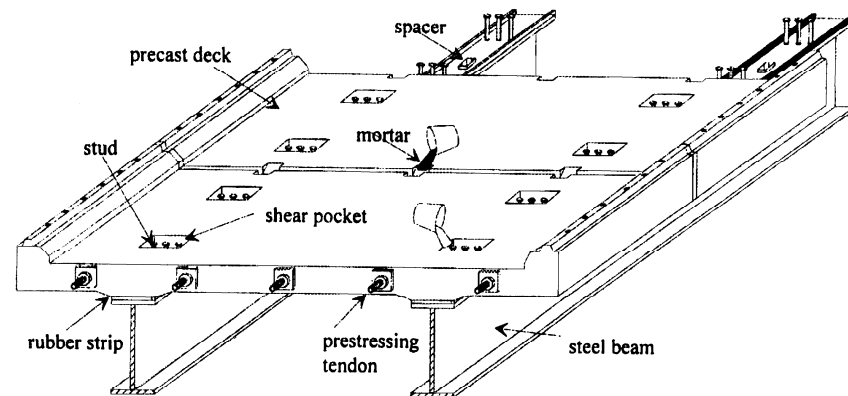 spacer
precast deck
mortar
stud
shear pocket
rubber strip
prestressing
tendon
steel beam